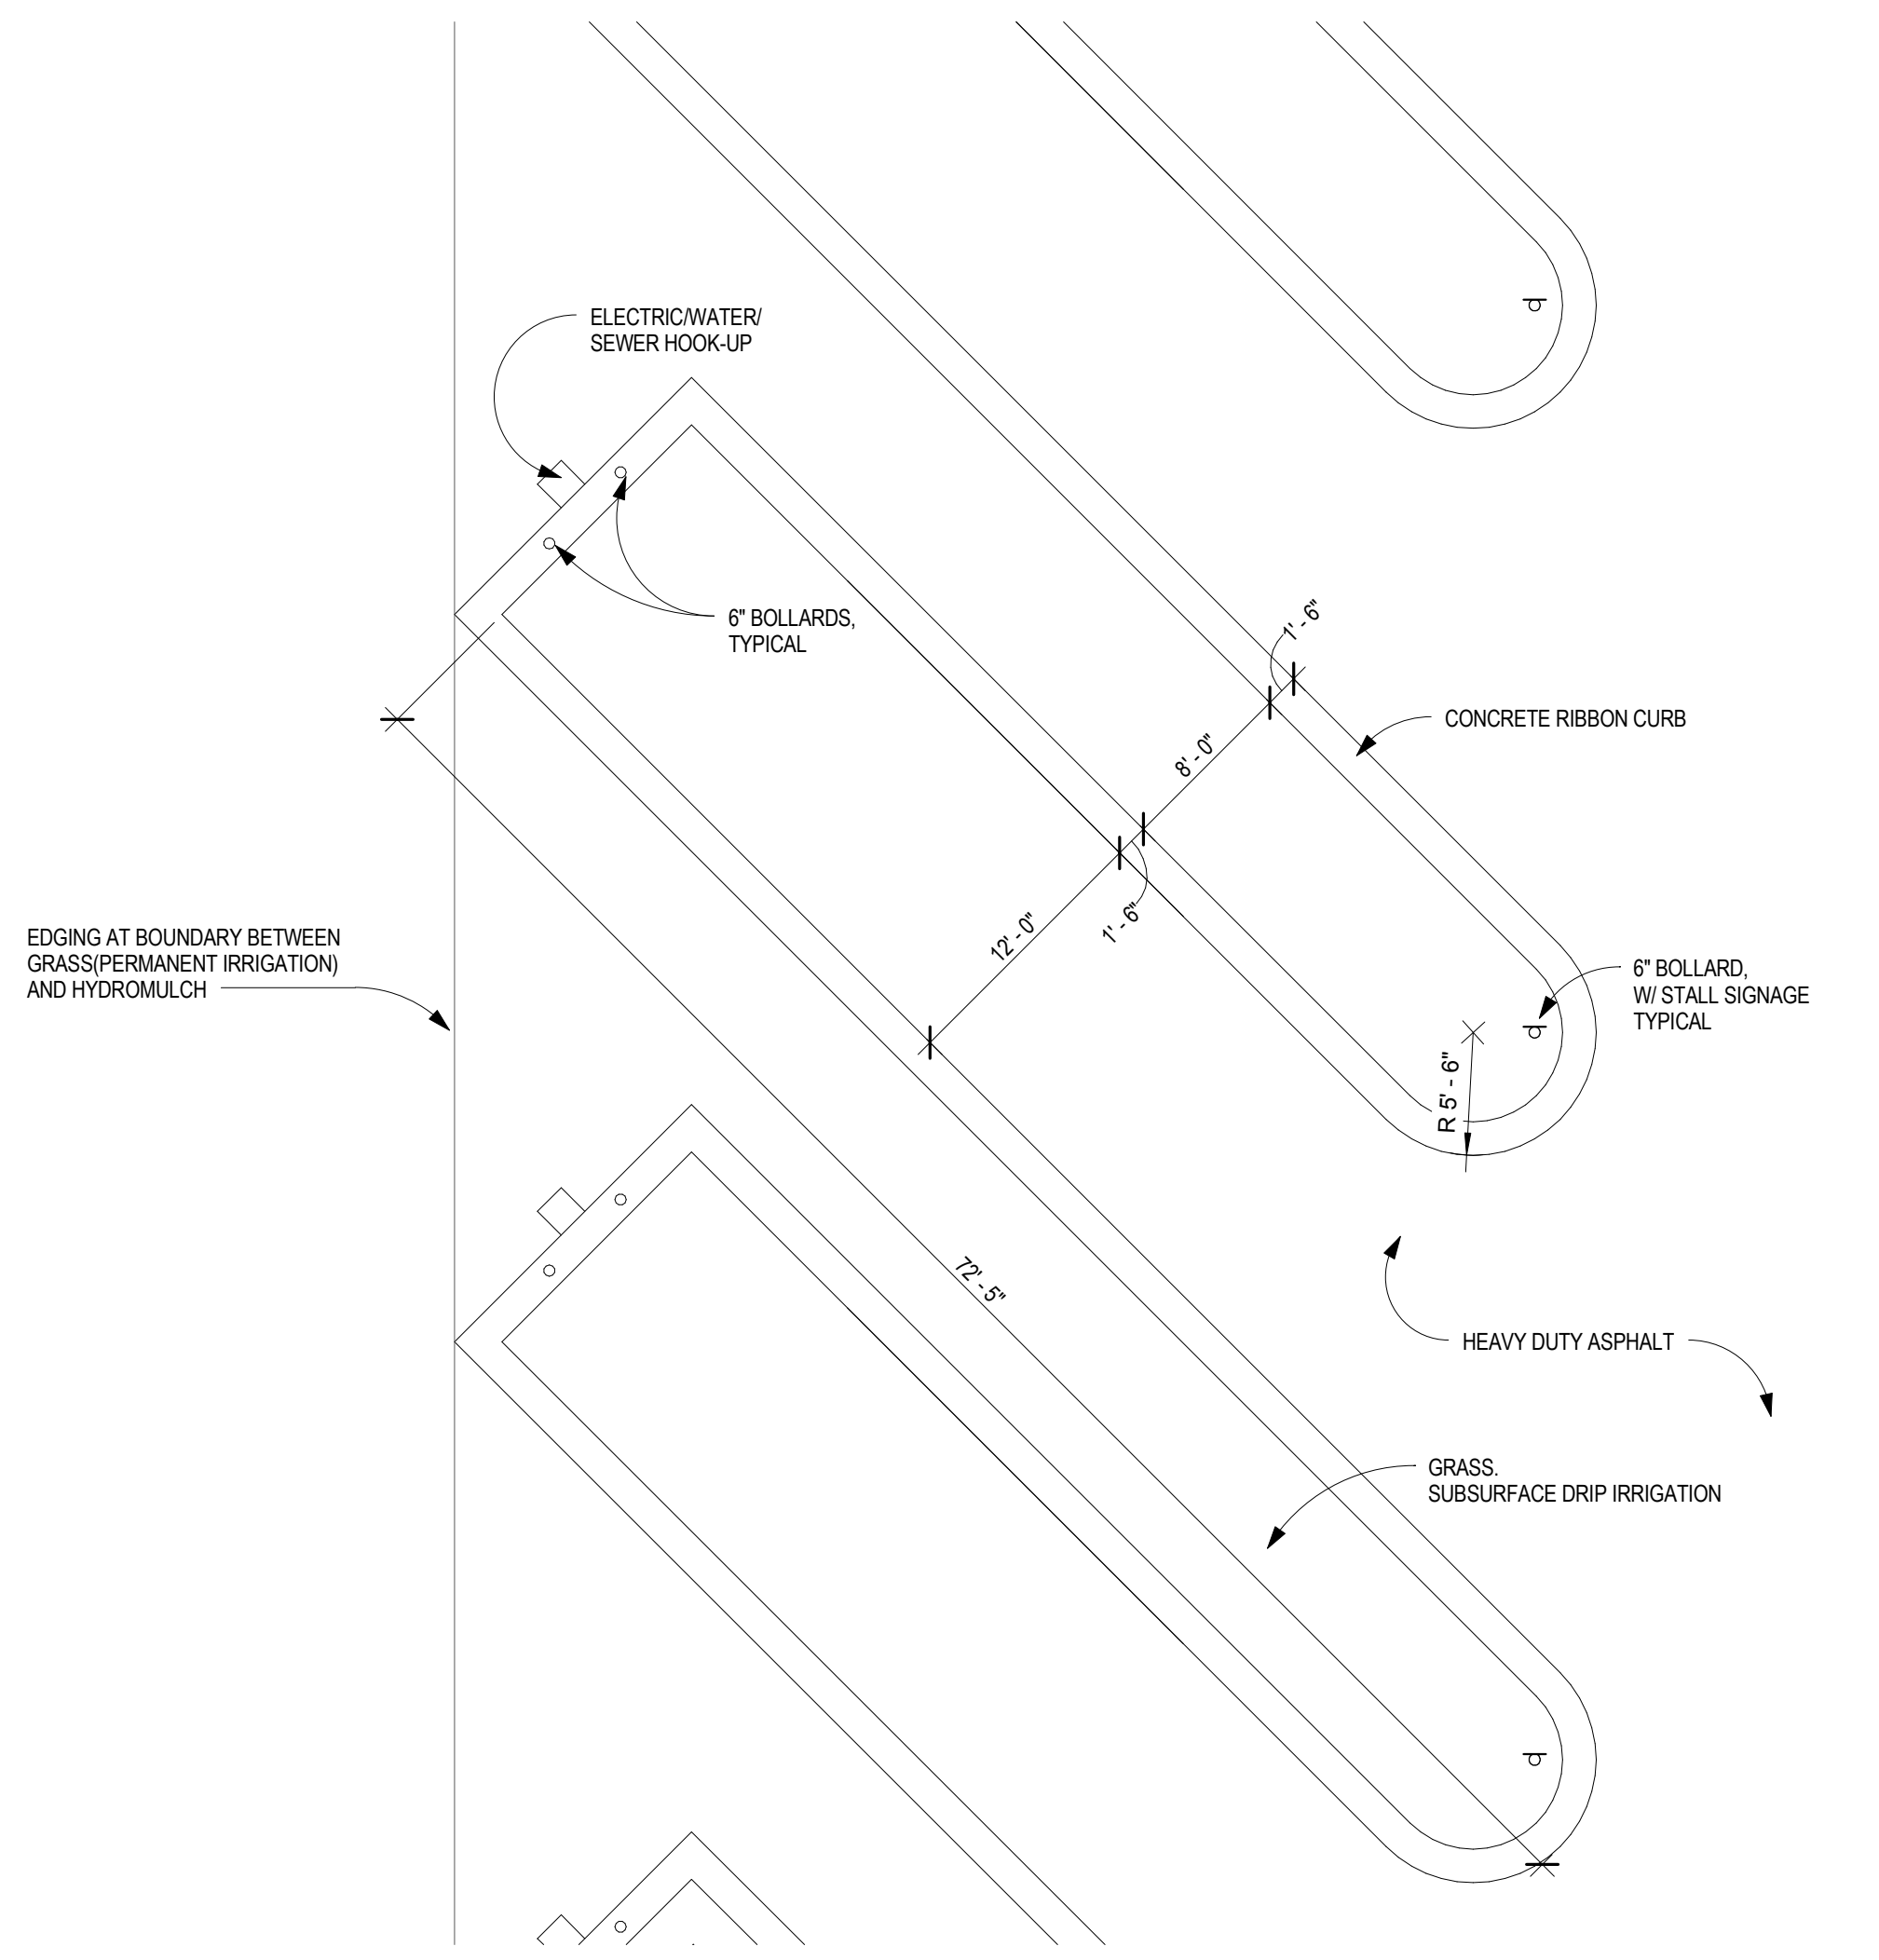 ELECTRIC/WATER/
SEWER HOOK-UP
6" BOLLARDS,
TYPICAL
1' - 6"
CONCRETE RIBBON CURB
8' - 0"
12' - 0"
1' - 6"
EDGING AT BOUNDARY BETWEEN
GRASS(PERMANENT IRRIGATION)
AND HYDROMULCH
6" BOLLARD,
W/ STALL SIGNAGE
TYPICAL
R 5' - 6"
72' - 5"
HEAVY DUTY ASPHALT
GRASS.
SUBSURFACE DRIP IRRIGATION